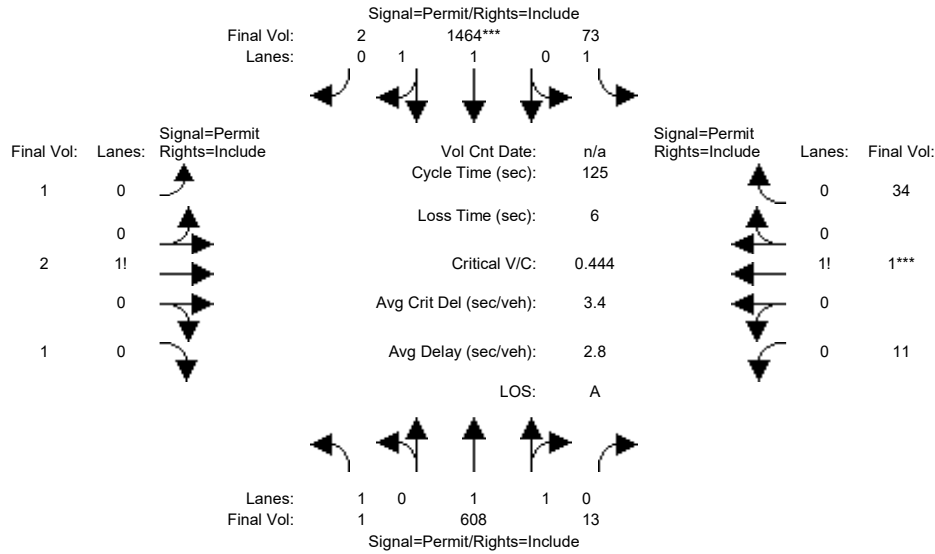 Signal=Permit/Rights=Include
Final Vol: 2 1464*** 73
Lanes: 0 1 1 0 1
Signal=Permit
Final Vol: Lanes: Rights=Include
Vol Cnt Date: n/a
Signal=Permit
Rights=Include Lanes: Final Vol:
Cycle Time (sec): 125
1 0
0 34
Loss Time (sec): 6
0
0
2 1!
Critical V/C: 0.444
1! 1***
0
Avg Crit Del (sec/veh): 3.4
0
1 0
Avg Delay (sec/veh): 2.8
0 11
LOS: A
Lanes: 1 0 1 1 0
Final Vol: 1 608 13
Signal=Permit/Rights=Include